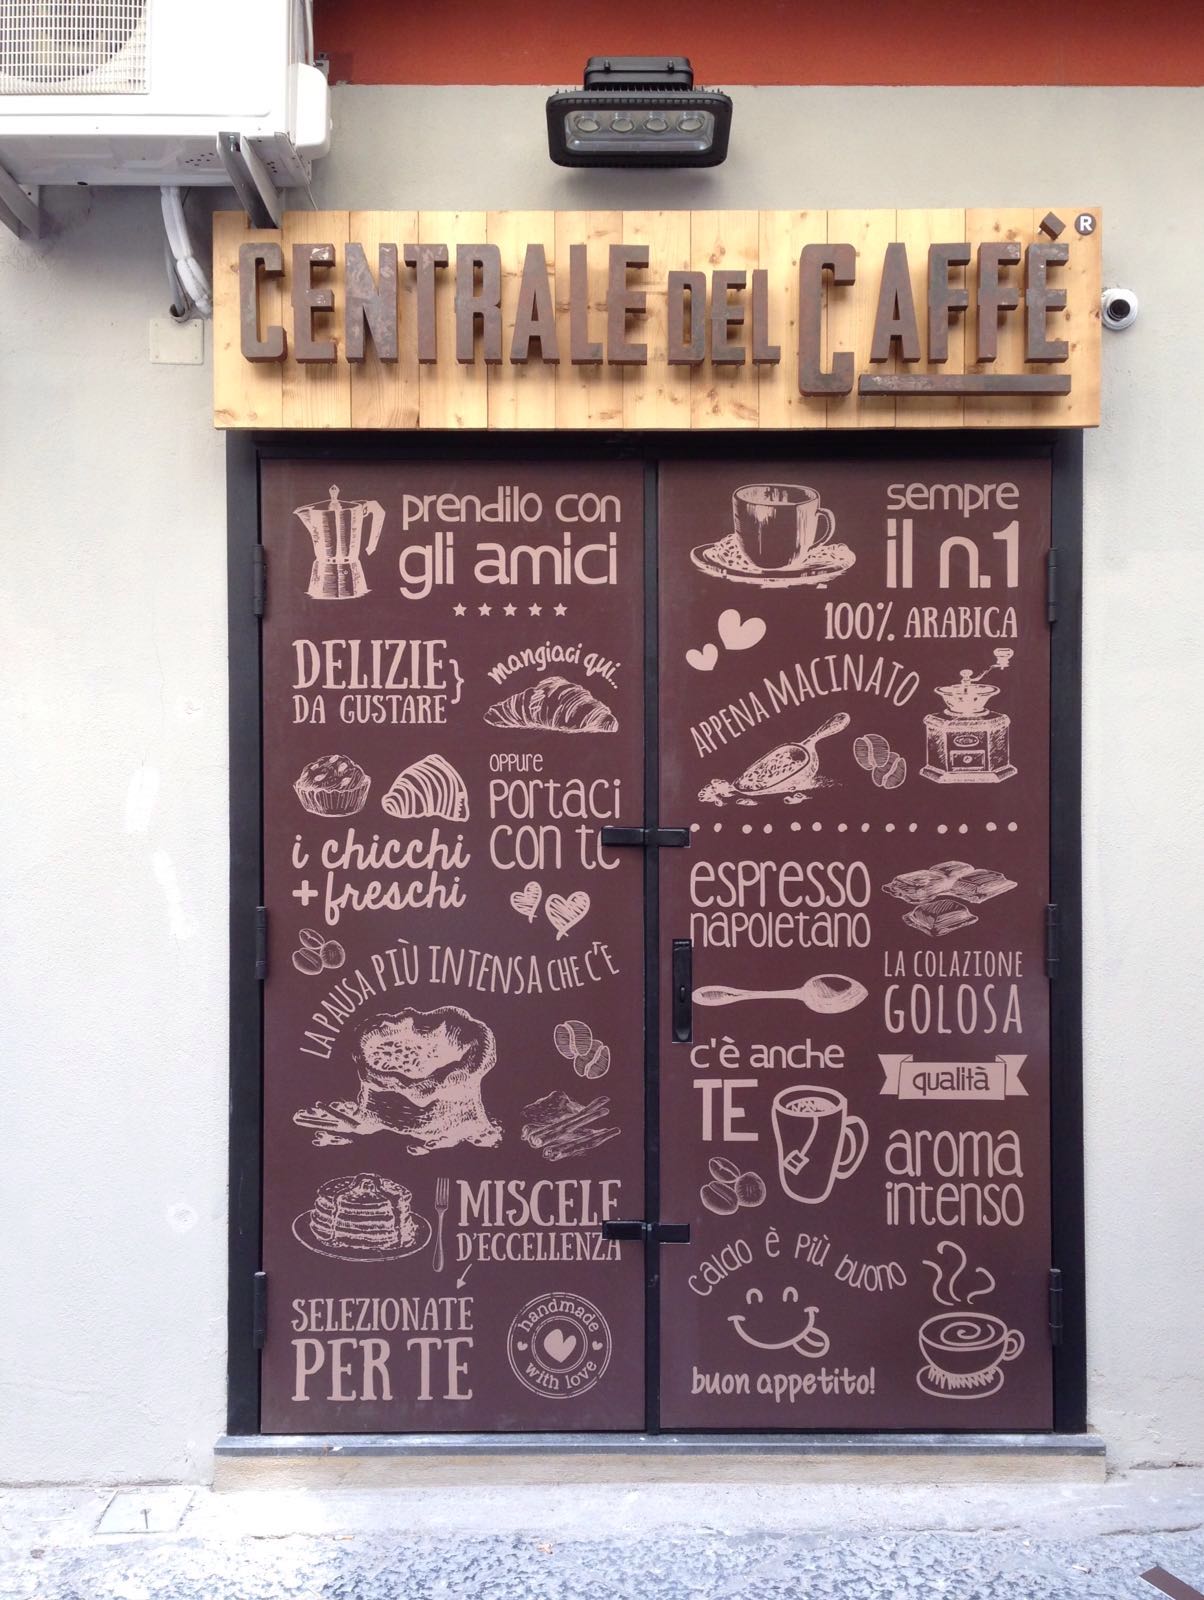 CENTRALE DEL CAFFÈ ®
prendilo con
gli amici
DELIZIE
DA GUSTARE
mangiaci qui...
oppure
portaci
con te
i chicchi
+ freschi
LA PAUSA PIÙ INTENSA CHE C'È
MISCELE
D'ECCELLENZA
SELEZIONATE
PER TE
handmade
with love
sempre
il n.1
100% ARABICA
APPENA MACINATO
espresso
napoletano
LA COLAZIONE
GOLOSA
c'è anche
TE
qualità
aroma
intenso
caldo è più buono
buon appetito!